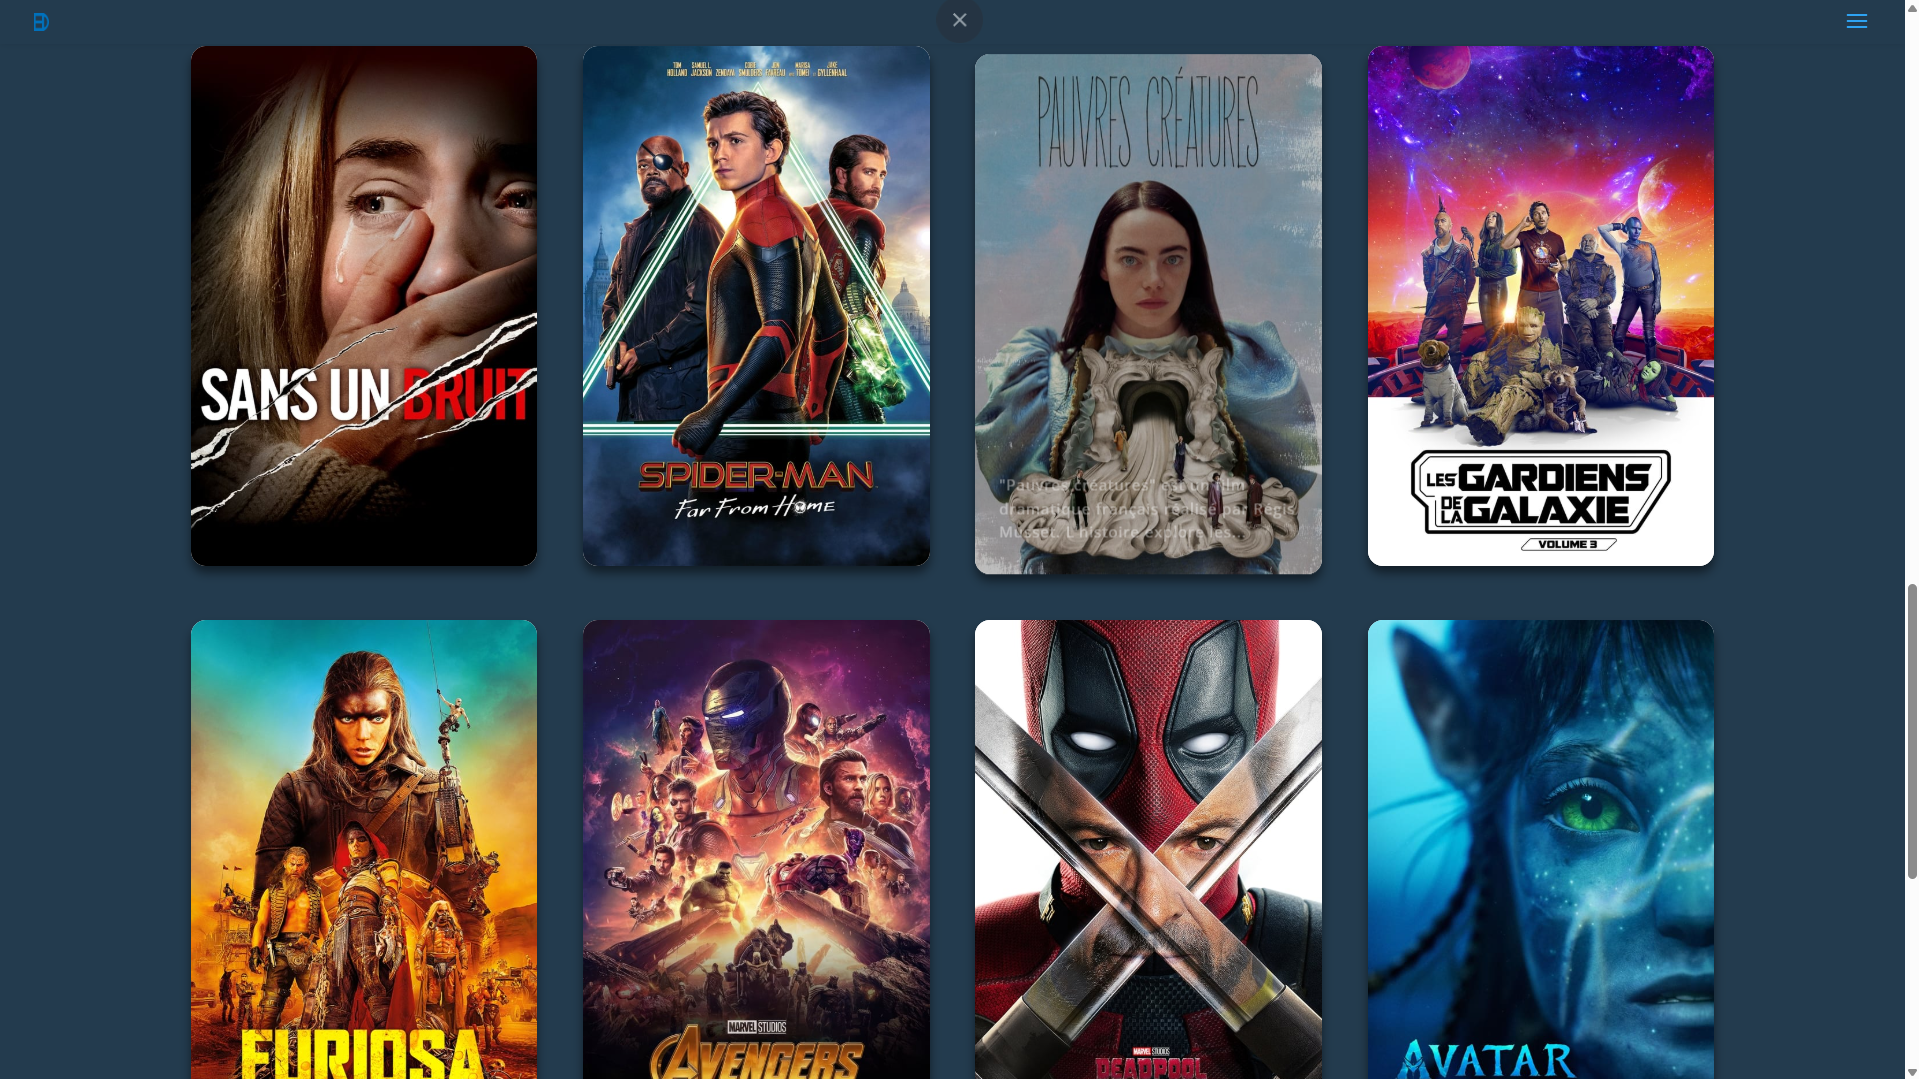 TOM HOLLAND SAMUEL L. JACKSON ZENDAYA COBIE SMULDERS JON FAVREAU MARISA TOMEI JAKE GYLLENHAAL
PAUVRES CRÉATURES
SANS UN BRUIT
SPIDER-MAN
Far From Home
"Pauvres créatures" est un film
dramatique français réalisé par Régis
Musset. L'histoire explore les...
LES GARDIENS
DE LA GALAXIE
VOLUME 3
FURIOSA
MARVEL STUDIOS
AVENGERS
MARVEL STUDIOS
DEADPOOL
AVATAR